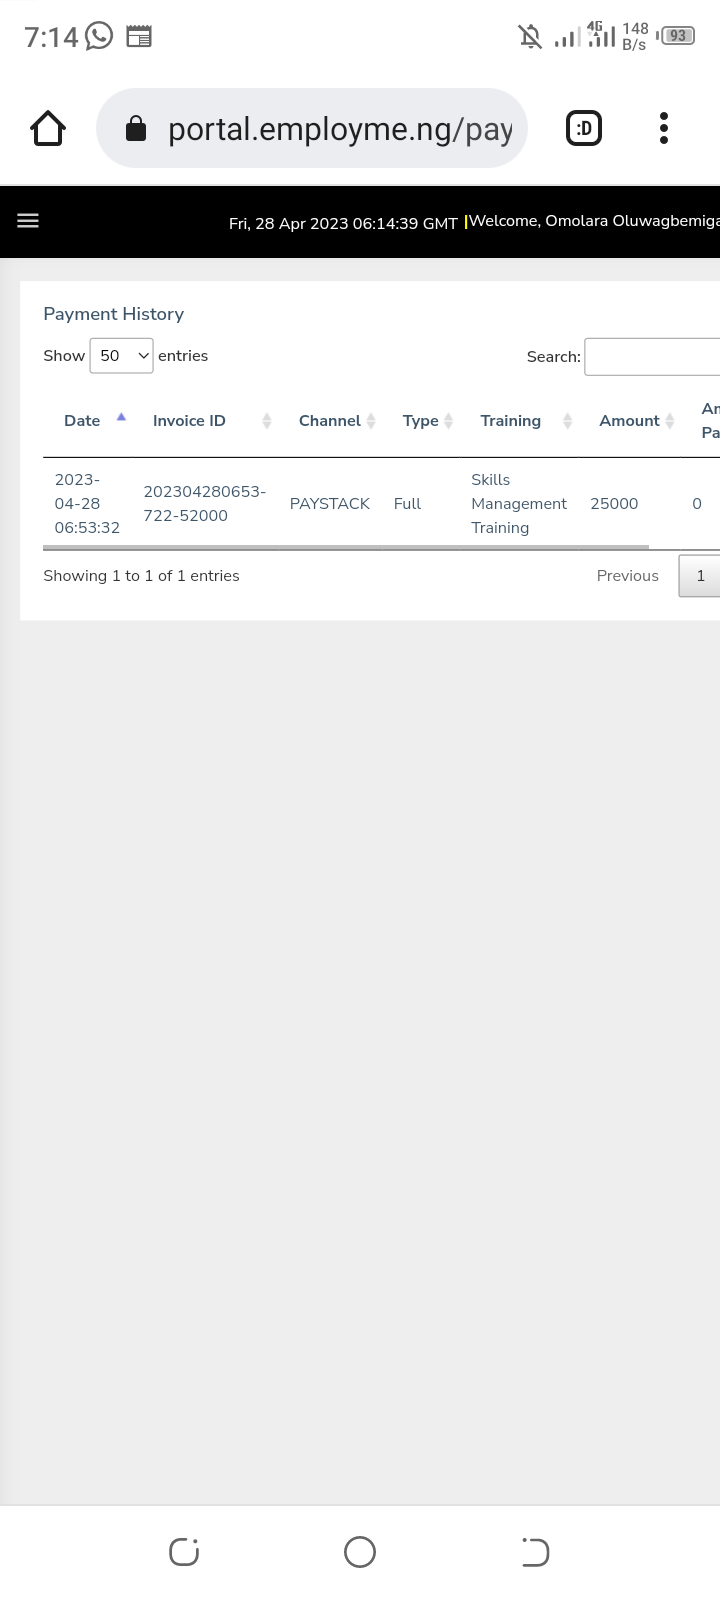 7:14
4G 148 B/s 93
portal.employme.ng/pay
:D
Fri, 28 Apr 2023 06:14:39 GMT |Welcome, Omolara Oluwagbemiga
Payment History
Show 50 entries Search:
Date Invoice ID Channel Type Training Amount An
Pa
2023-
04-28
06:53:32
202304280653-
722-52000
PAYSTACK
Full
Skills
Management
Training
25000
0
Showing 1 to 1 of 1 entries Previous 1